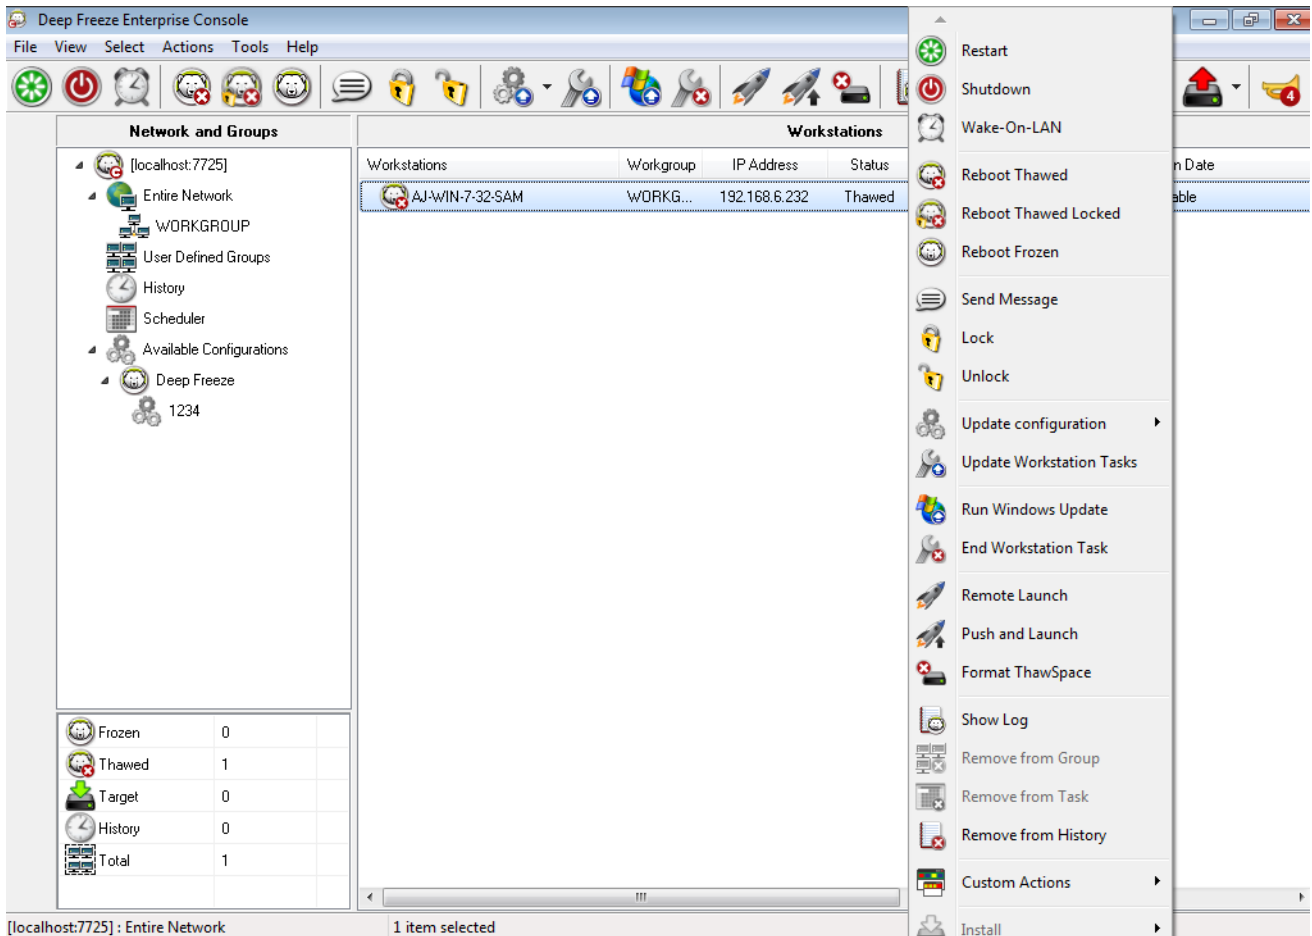 Deep Freeze Enterprise Console
File View Select Actions Tools Help
4
Network and Groups
[localhost:7725]
Entire Network
WORKGROUP
User Defined Groups
History
Scheduler
Available Configurations
Deep Freeze
1234
Frozen 0
Thawed 1
Target 0
History 0
Total 1
Workstations
Workstations Workgroup IP Address Status n Date
AJ-WIN-7-32-SAM WORKG... 192.168.6.232 Thawed able
Restart
Shutdown
Wake-On-LAN
Reboot Thawed
Reboot Thawed Locked
Reboot Frozen
Send Message
Lock
Unlock
Update configuration
Update Workstation Tasks
Run Windows Update
End Workstation Task
Remote Launch
Push and Launch
Format ThawSpace
Show Log
Remove from Group
Remove from Task
Remove from History
Custom Actions
Install
[localhost:7725] : Entire Network
1 item selected